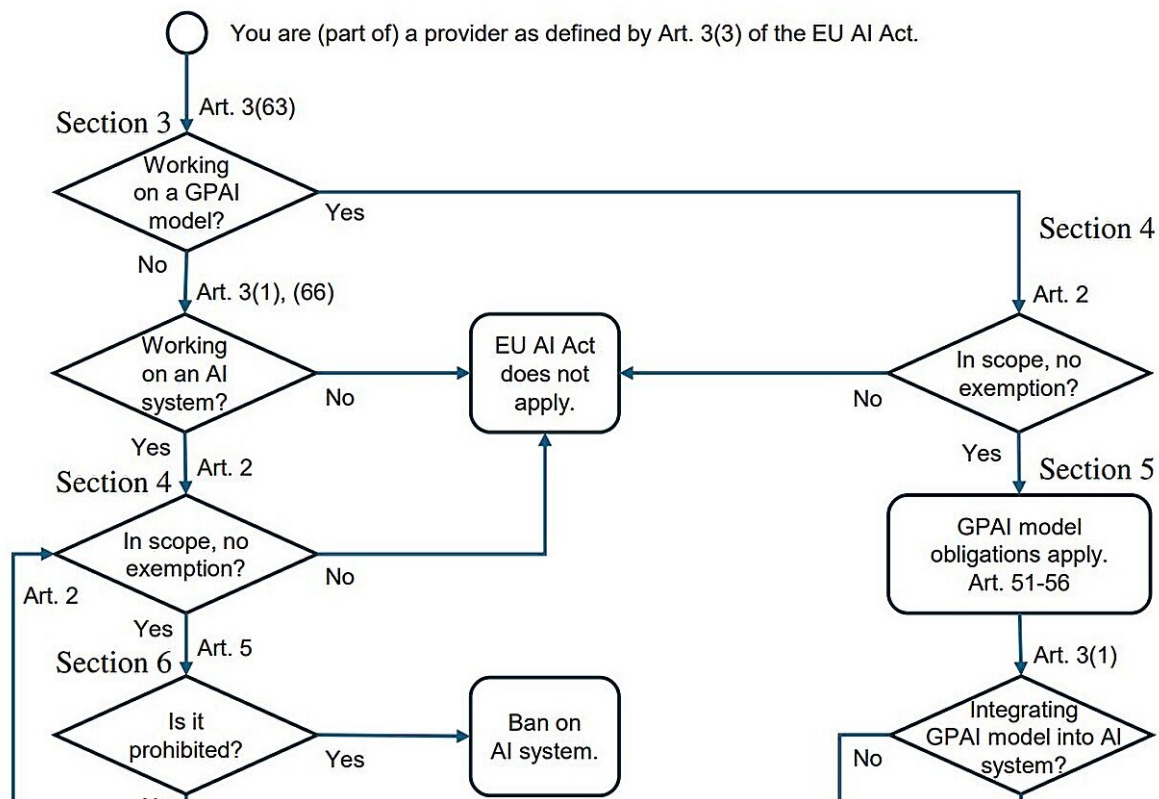 You are (part of) a provider as defined by Art. 3(3) of the EU AI Act.
Art. 3(63)
Section 3
Working
on a GPAI
model?
Yes
No
Section 4
Art. 3(1), (66)
Art. 2
Working
on an AI
system?
No
EU AI Act
does not
apply.
In scope, no
exemption?
No
Yes
Yes
Art. 2
Section 4
Section 5
In scope, no
exemption?
No
Art. 2
GPAI model
obligations apply.
Art. 51-56
Yes
Art. 5
Section 6
Art. 3(1)
Is it
prohibited?
Yes
Ban on
AI system.
Integrating
GPAI model into AI
system?
No